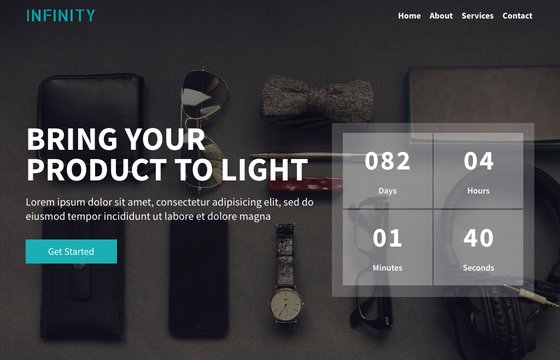 INFINITY
Home About Services Contact
BRING YOUR
PRODUCT TO LIGHT
Lorem ipsum dolor sit amet, consectetur adipisicing elit, sed do
eiusmod tempor incididunt ut labore et dolore magna
Get Started
082 04
Days Hours
01 40
Minutes Seconds